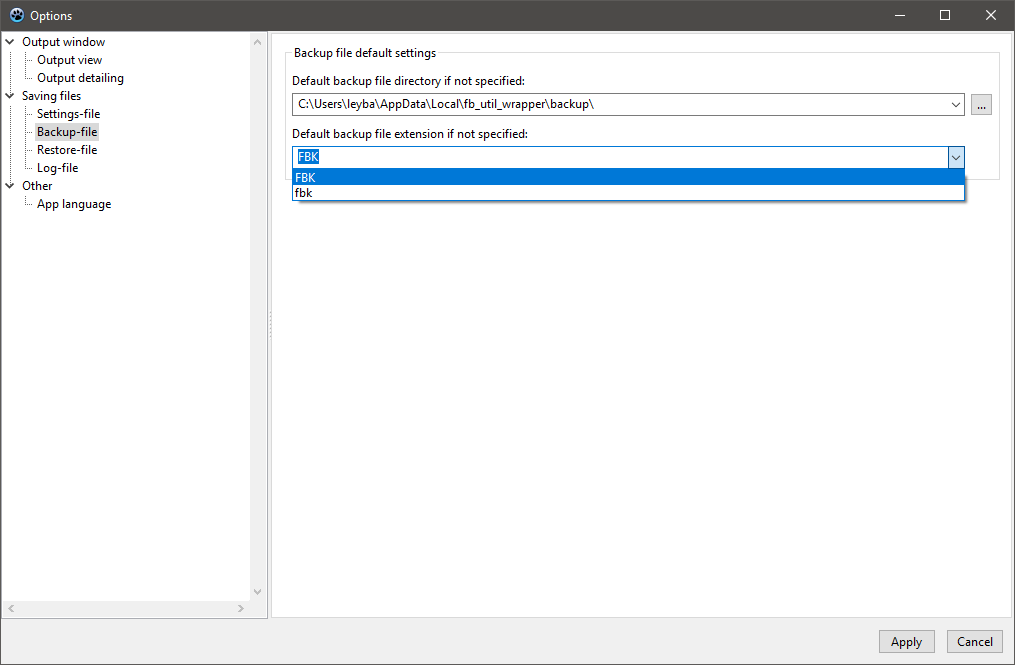 Options
Output window
Output view
Output detailing
Saving files
Settings-file
Backup-file
Restore-file
Log-file
Other
App language
Backup file default settings
Default backup file directory if not specified:
C:\Users\leyba\AppData\Local\fb_util_wrapper\backup\
...
Default backup file extension if not specified:
FBK
FBK
fbk
Apply
Cancel